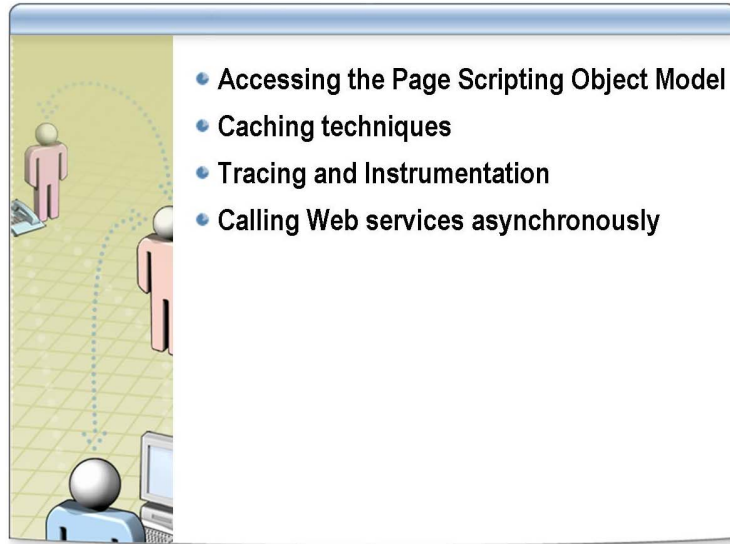 Accessing the Page Scripting Object Model
Caching techniques
Tracing and Instrumentation
Calling Web services asynchronously